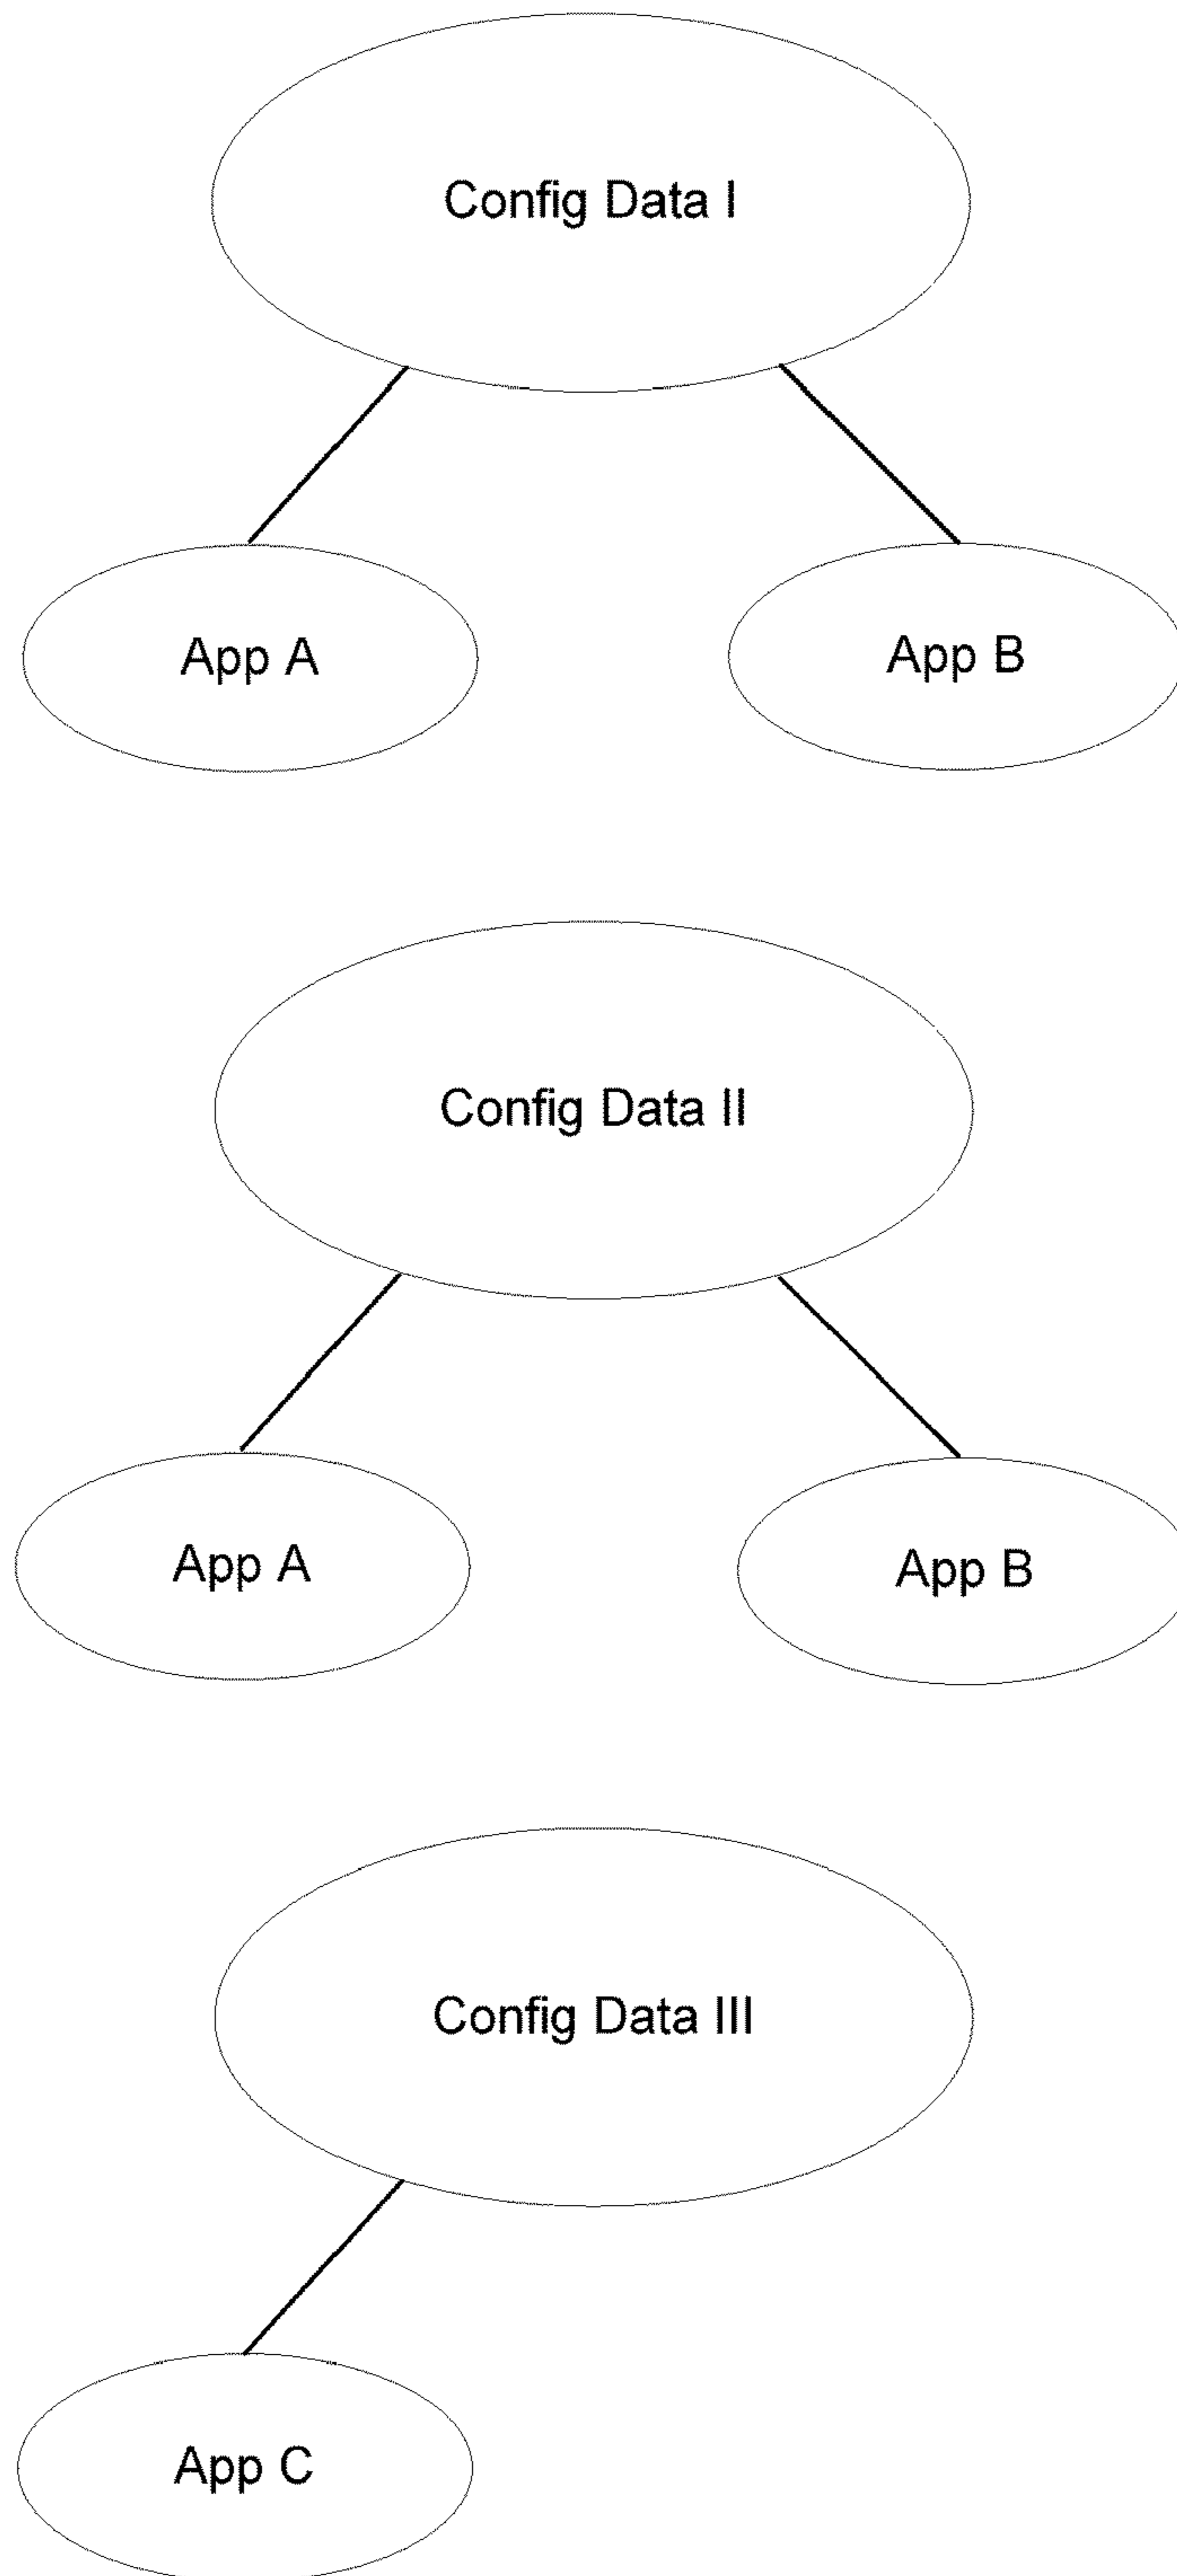 Config Data I
App A
App B
Config Data II
App A
App B
Config Data III
App C